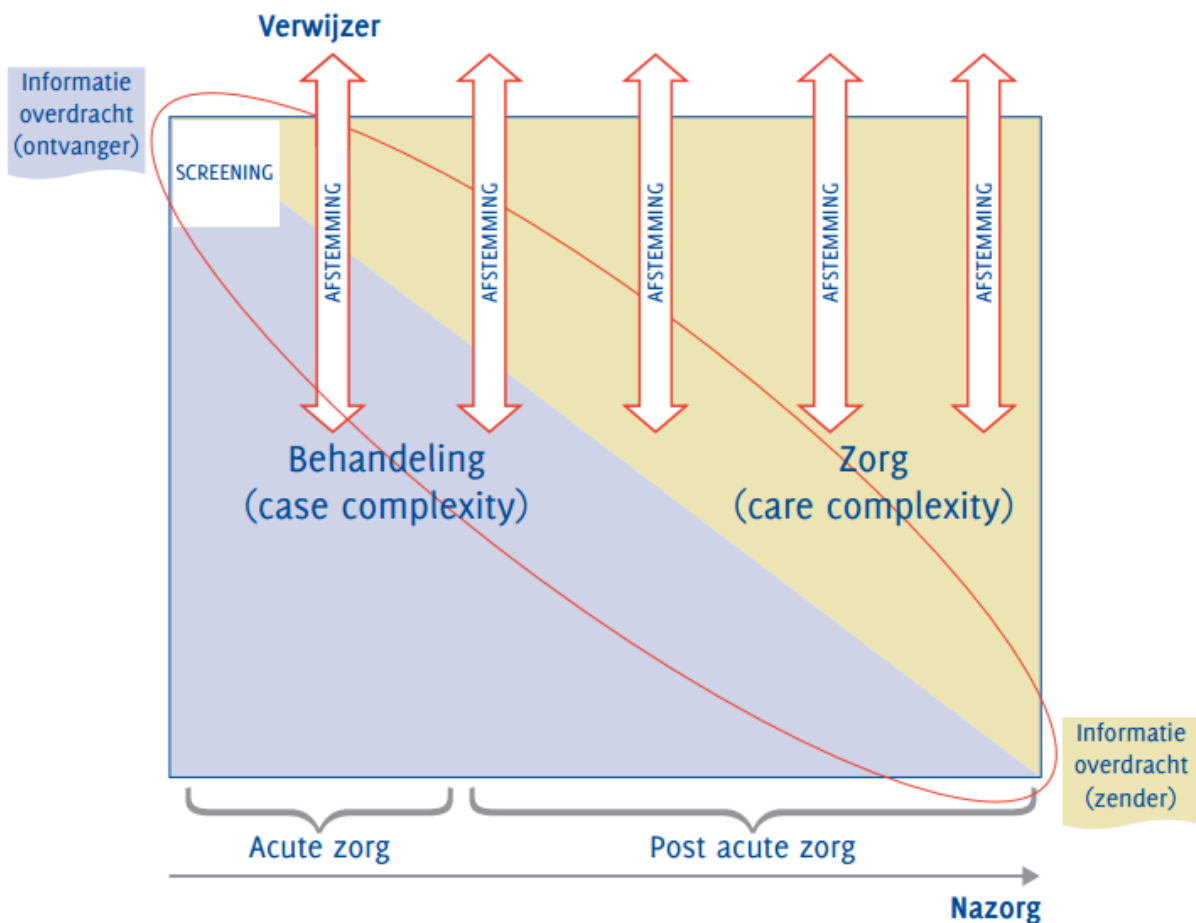 Verwijzer
Informatie
overdracht
(ontvanger)
SCREENING
AFSTEMMING
AFSTEMMING
AFSTEMMING
AFSTEMMING
AFSTEMMING
Behandeling
(case complexity)
Zorg
(care complexity)
Informatie
overdracht
(zender)
Acute zorg
Post acute zorg
Nazorg